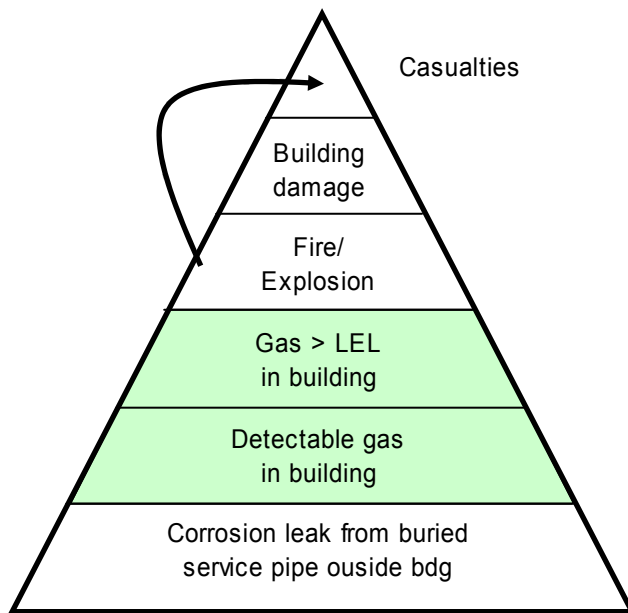 Casualties
Building
damage
Fire/
Explosion
Gas > LEL
in building
Detectable gas
in building
Corrosion leak from buried
service pipe ouside bdg